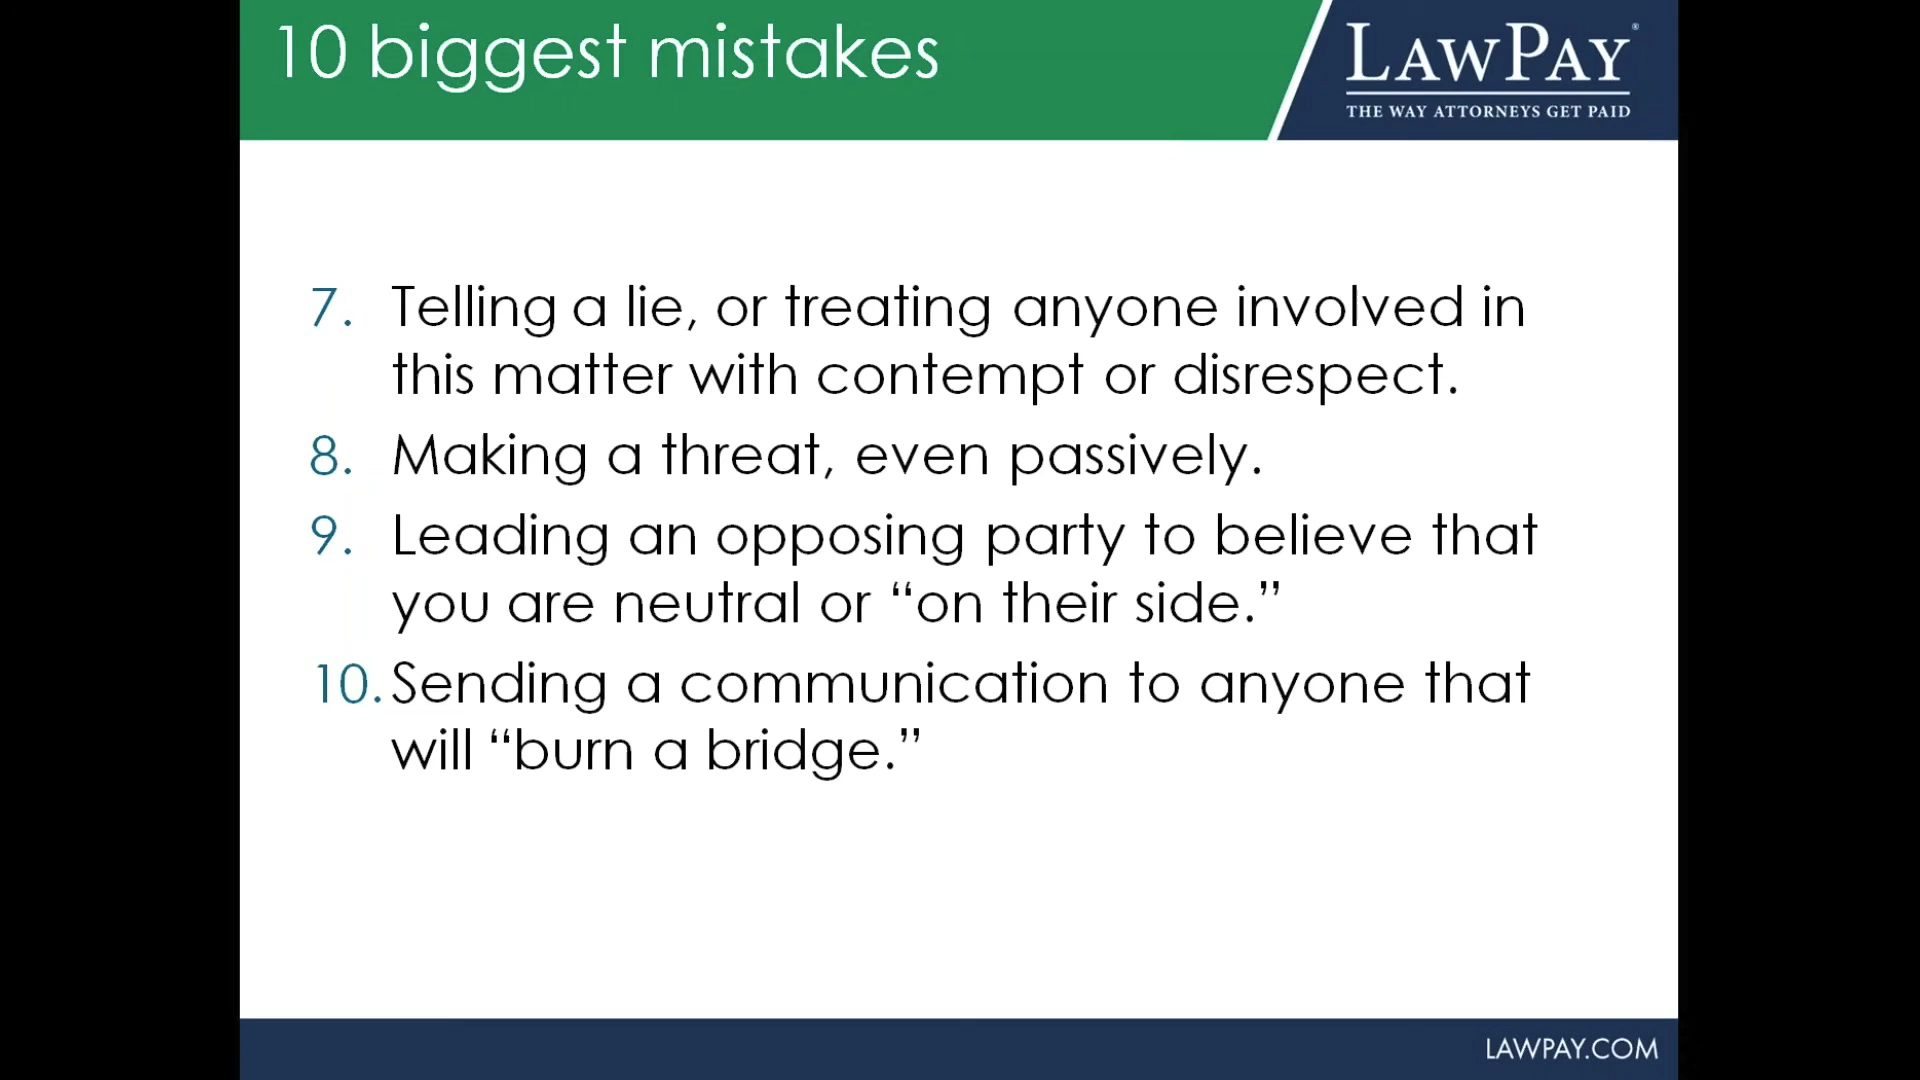 10 biggest mistakes
LAWPAY®
THE WAY ATTORNEYS GET PAID
7. Telling a lie, or treating anyone involved in
this matter with contempt or disrespect.
8. Making a threat, even passively.
9. Leading an opposing party to believe that
you are neutral or “on their side.”
10. Sending a communication to anyone that
will “burn a bridge.”
LAWPAY.COM